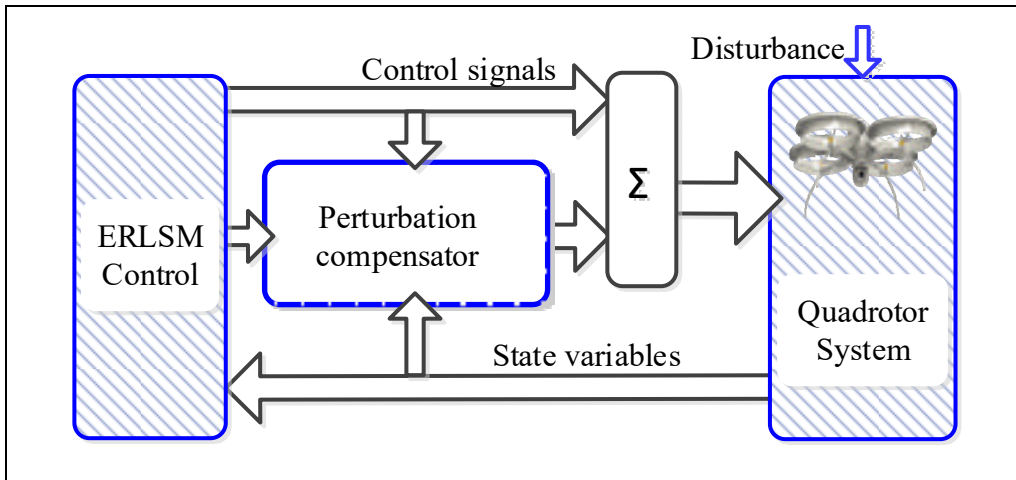 Disturbance
Control signals
Σ
ERLSM
Control
Perturbation
compensator
Quadrotor
System
State variables